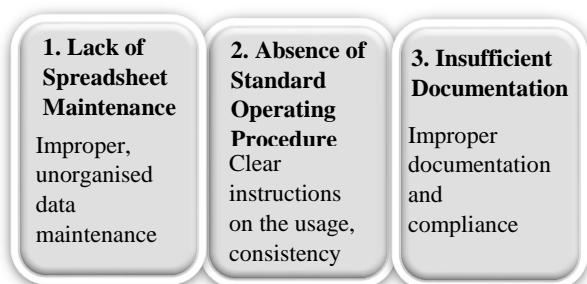 1. Lack of
Spreadsheet
Maintenance
Improper,
unorganised
data
maintenance
2. Absence of
Standard
Operating
Procedure
Clear
instructions
on the usage,
consistency
3. Insufficient
Documentation
Improper
documentation
and
compliance